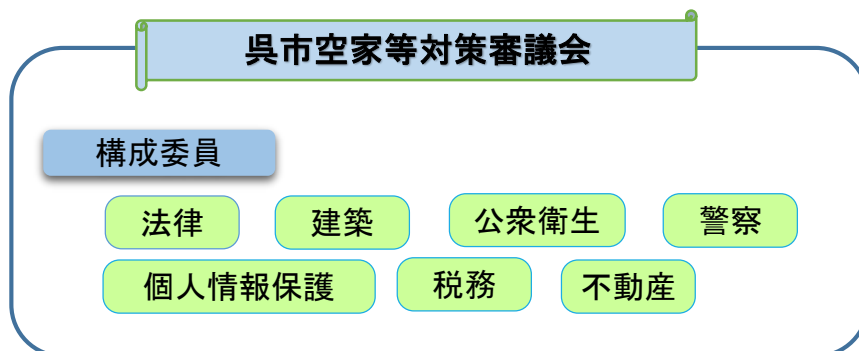 呉市空家等対策審議会
構成委員
法律 建築 公衆衛生 警察
個人情報保護 税務 不動産